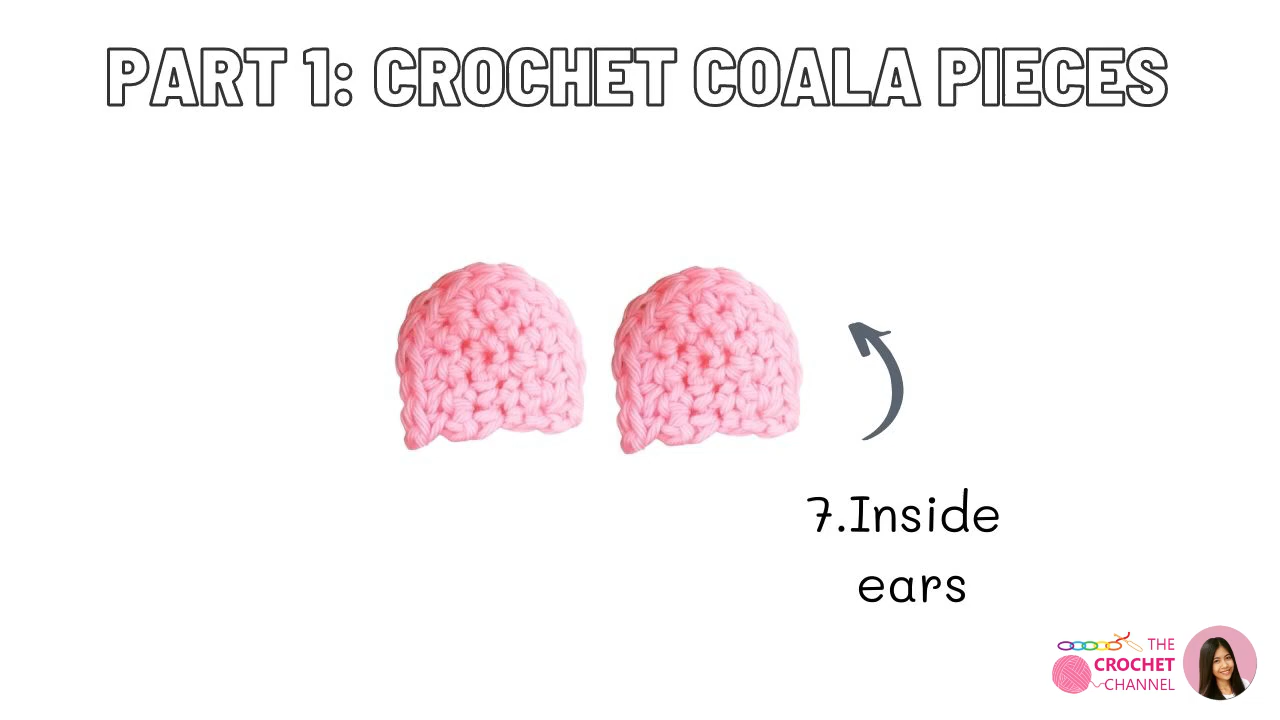 PART 1: CROCHET COALA PIECES
7.Inside
ears
THE
CROCHET
CHANNEL